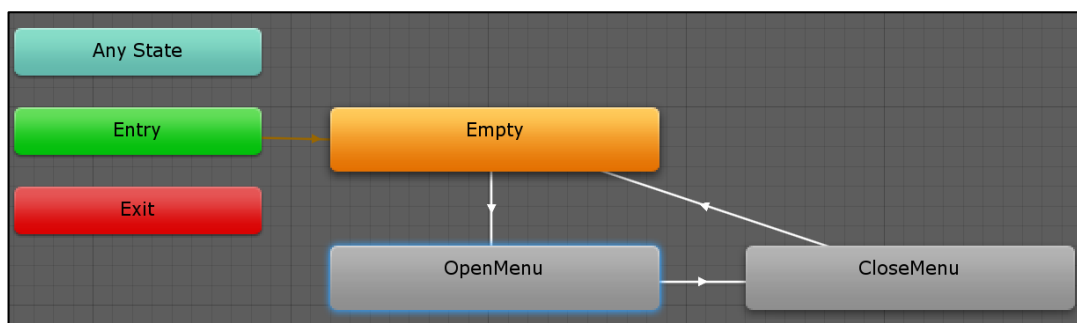 Any State
Entry
Empty
Exit
OpenMenu
CloseMenu